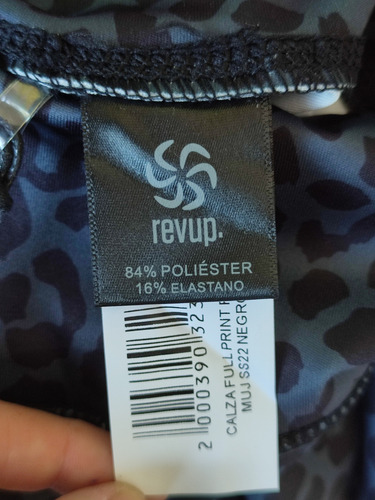 revup.
84% POLIÉSTER
16% ELASTANO
2 000390 323
CALZA FULL PRINT
MUJ SS22 NEGRO